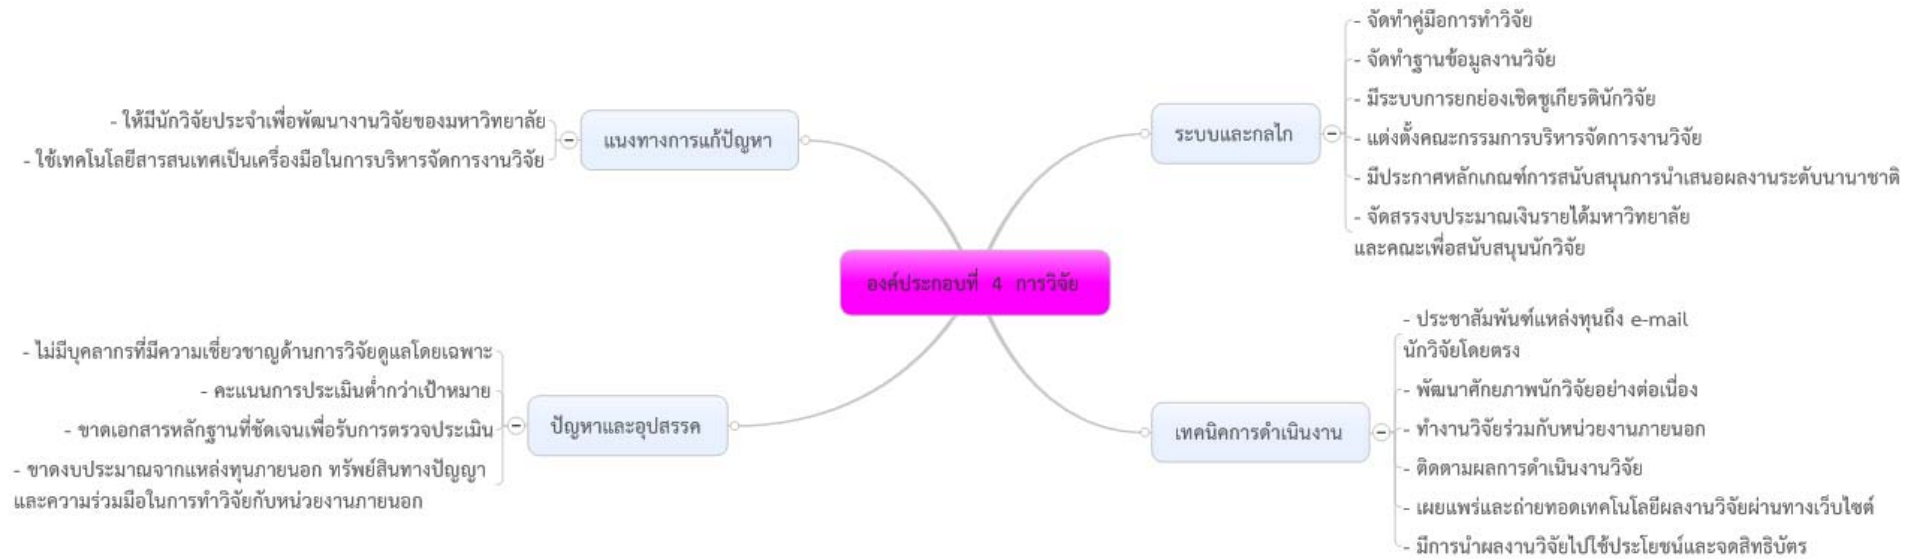 องค์ประกอบที่ 4 การวิจัย
ระบบและกลไก
- จัดทำคู่มือการทำวิจัย
- จัดทำฐานข้อมูลงานวิจัย
- มีระบบการยกย่องเชิดชูเกียรตินักวิจัย
- แต่งตั้งคณะกรรมการบริหารจัดการงานวิจัย
- มีประกาศหลักเกณฑ์การสนับสนุนการนำเสนอผลงานระดับนานาชาติ
- จัดสรรงบประมาณเงินรายได้มหาวิทยาลัย
และคณะเพื่อสนับสนุนนักวิจัย
เทคนิคการดำเนินงาน
- ประชาสัมพันฑ์แหล่งทุนถึง e-mail
นักวิจัยโดยตรง
- พัฒนาศักยภาพนักวิจัยอย่างต่อเนื่อง
- ทำงานวิจัยร่วมกับหน่วยงานภายนอก
- ติดตามผลการดำเนินงานวิจัย
- เผยแพร่และถ่ายทอดเทคโนโลยีผลงานวิจัยผ่านทางเว็บไซต์
- มีการนำผลงานวิจัยไปใช้ประโยชน์และจดสิทธิบัตร
แนงทางการแก้ปัญหา
- ให้มีนักวิจัยประจำเพื่อพัฒนางานวิจัยของมหาวิทยาลัย
- ใช้เทคโนโลยีสารสนเทศเป็นเครื่องมือในการบริหารจัดการงานวิจัย
ปัญหาและอุปสรรค
- ไม่มีบุคลากรที่มีความเชี่ยวชาญด้านการวิจัยดูแลโดยเฉพาะ
- คะแนนการประเมินต่ำกว่าเป้าหมาย
- ขาดเอกสารหลักฐานที่ชัดเจนเพื่อรับการตรวจประเมิน
- ขาดงบประมาณจากแหล่งทุนภายนอก ทรัพย์สินทางปัญญา
และความร่วมมือในการทำวิจัยกับหน่วยงานภายนอก